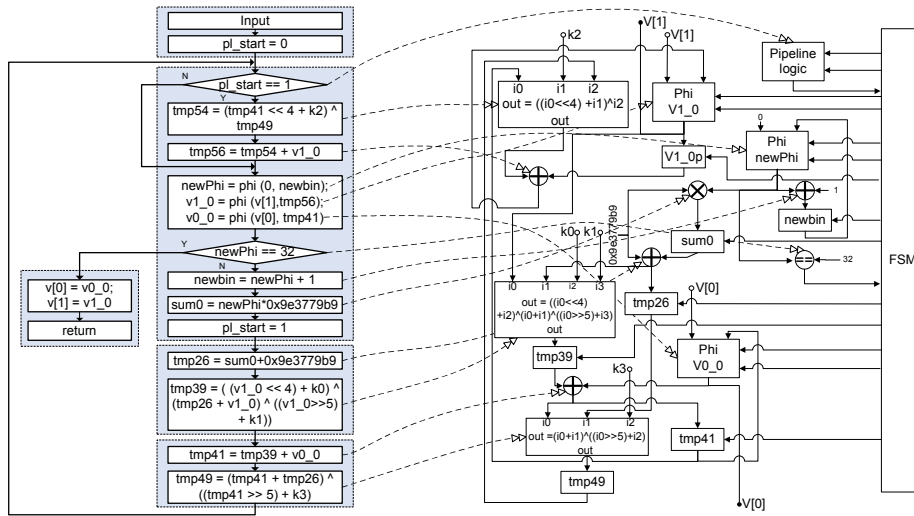 Input
pl_start = 0
N
pl_start == 1
Y
tmp54 = (tmp41 << 4 + k2) ^
tmp49
tmp56 = tmp54 + v1_0
newPhi = phi (0, newbin);
v1_0 = phi (v[1],tmp56);
v0_0 = phi (v[0], tmp41)
Y
newPhi == 32
N
newbin = newPhi + 1
sum0 = newPhi*0x9e3779b9
pl_start = 1
v[0] = v0_0;
v[1] = v1_0
return
tmp26 = sum0+0x9e3779b9
tmp39 = ( (v1_0 << 4) + k0) ^
(tmp26 + v1_0) ^ ((v1_0>>5)
+ k1))
tmp41 = tmp39 + v0_0
tmp49 = (tmp41 + tmp26) ^
((tmp41 >> 5) + k3)
k2
V[1]
V[1]
i0 i1 i2
out = ((i0<<4) +i1)^i2
out
Phi
V1_0
Pipeline
logic
FSM
V1_0p
0
Phi
newPhi
1
newbin
sum0
32
==
k0
k1
0x9e3779b9
i0 i1 i2 i3
out = ((i0<<4)
+i2)^(i0+i1)^((i0>>5)+i3)
out
tmp26
V[0]
tmp39
Phi
V0_0
k3
i0 i1 i2
out =(i0+i1)^((i0>>5)+i2)
out
tmp41
tmp49
V[0]